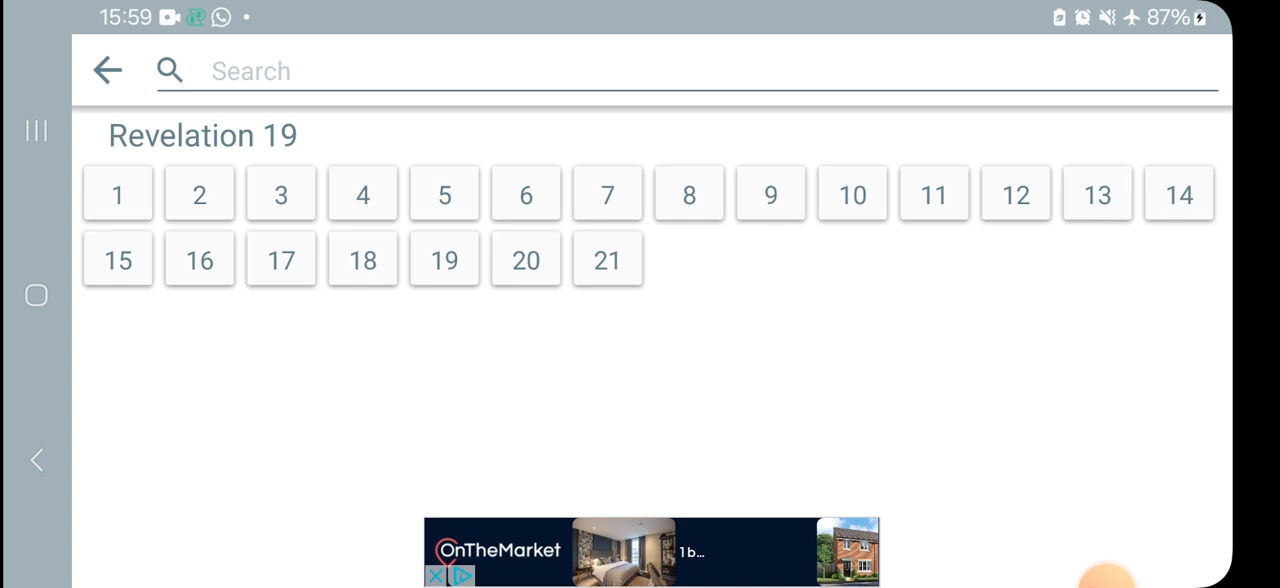 15:59 87%
Search
Revelation 19
1 2 3 4 5 6 7 8 9 10 11 12 13 14
15 16 17 18 19 20 21
OnTheMarket 1 b...